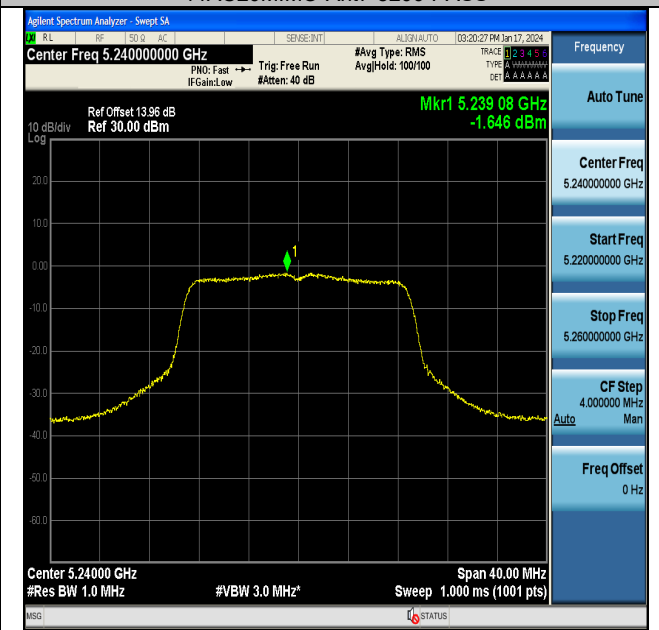 Agilent Spectrum Analyzer - Swept SA
RL RF 50 Ω AC SENSE:INT ALIGN AUTO 03:20:27 PM Jan 17, 2024
Center Freq 5.240000000 GHz
PNO: Fast
IFGain:Low
Trig: Free Run
#Atten: 40 dB
#Avg Type: RMS
Avg|Hold: 100/100
TRACE 1 2 3 4 5 6
TYPE A WWWWW
DET A A A A A A
Frequency
Auto Tune
Center Freq
5.240000000 GHz
Start Freq
5.220000000 GHz
Stop Freq
5.260000000 GHz
CF Step
4.000000 MHz
Auto Man
Freq Offset
0 Hz
Mkr1 5.239 08 GHz
-1.646 dBm
Ref Offset 13.96 dB
10 dB/div Ref 30.00 dBm
Log
20.0
10.0
0.00
-10.0
-20.0
-30.0
-40.0
-50.0
-60.0
1
Center 5.24000 GHz Span 40.00 MHz
#Res BW 1.0 MHz #VBW 3.0 MHz* Sweep 1.000 ms (1001 pts)
MSG STATUS